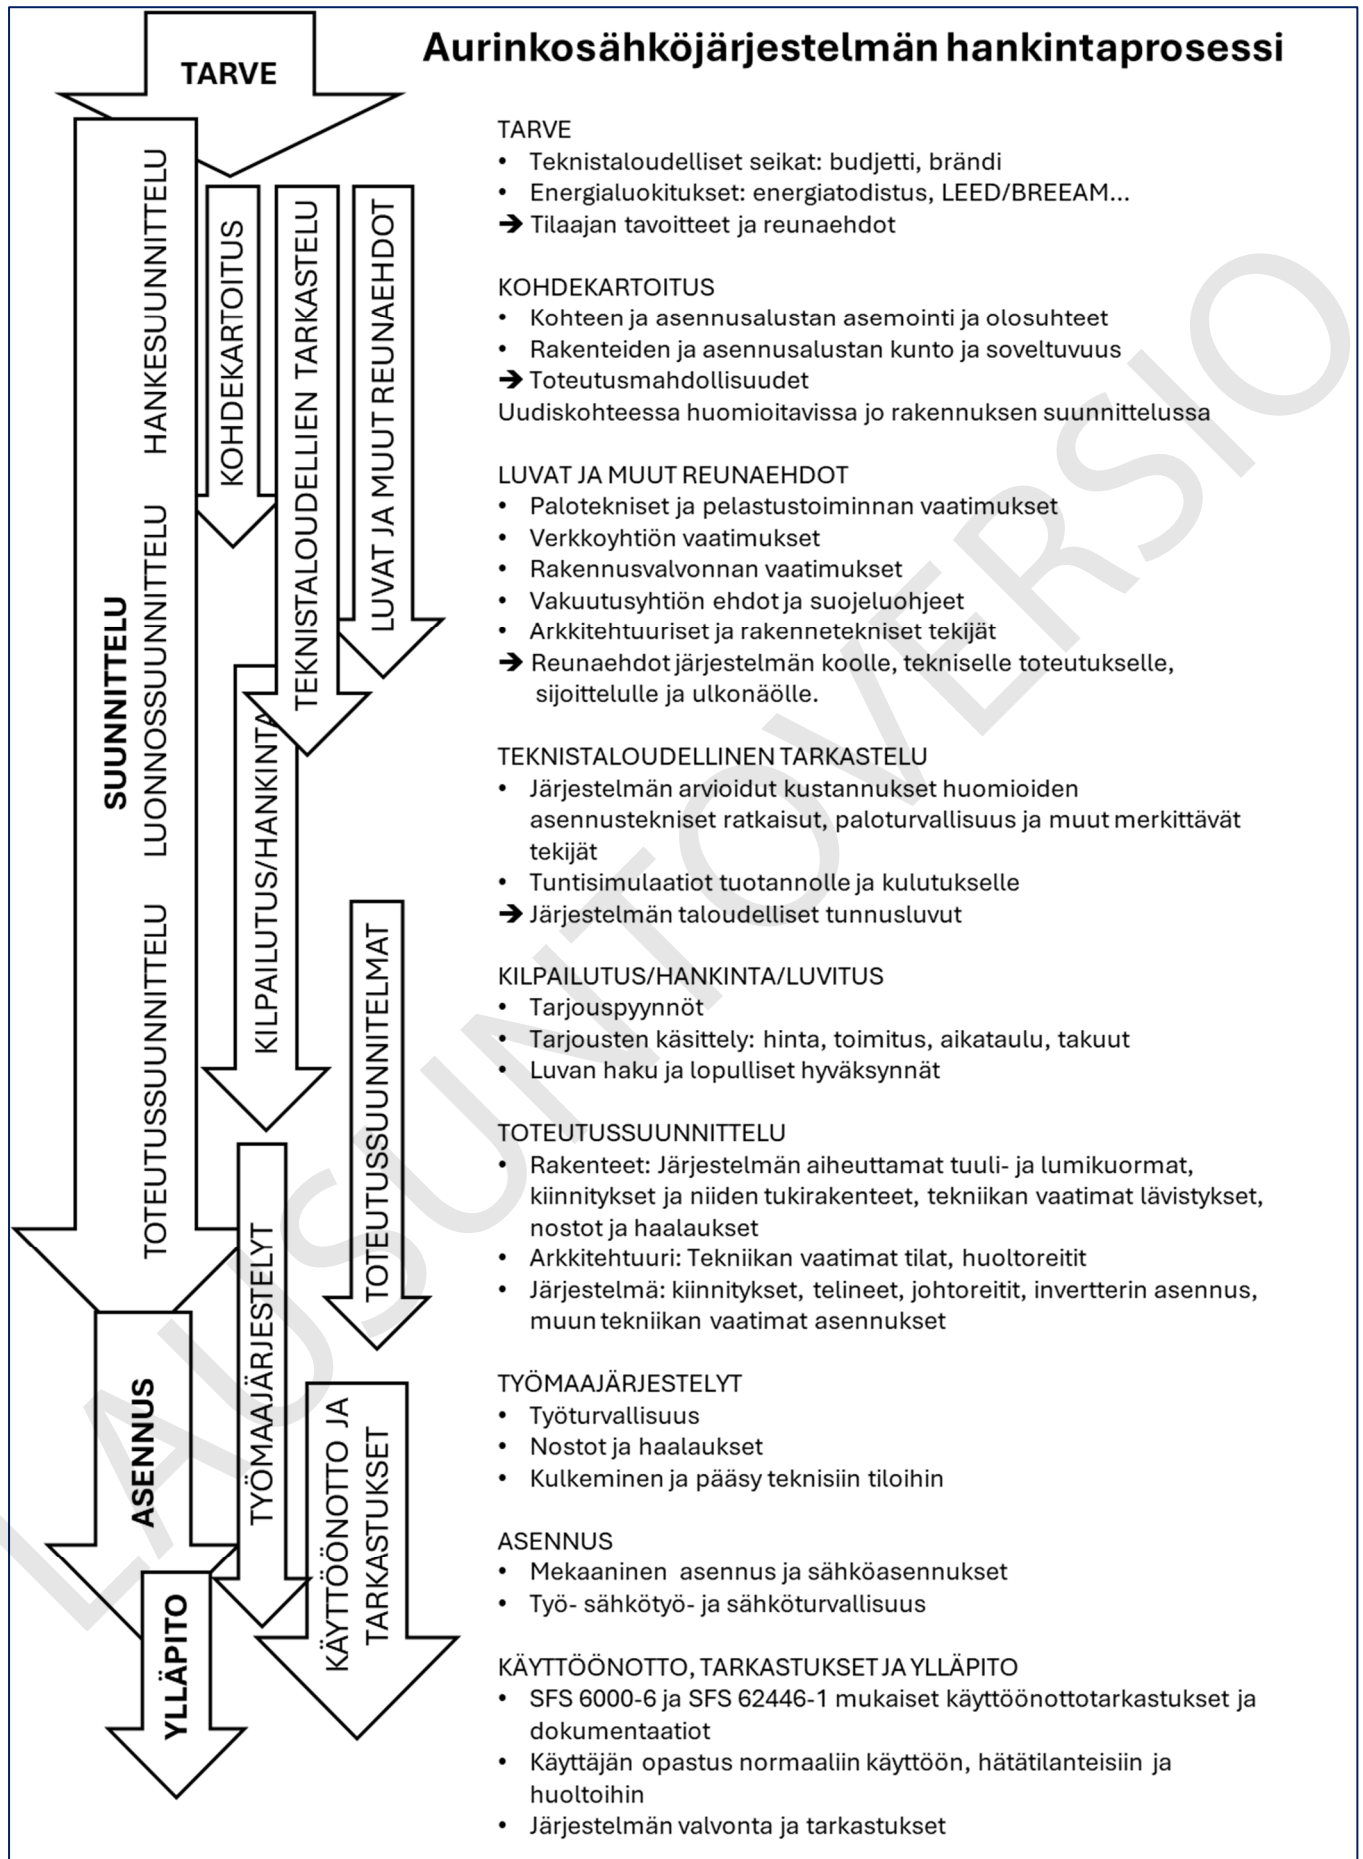 Aurinkosähköjärjestelmän hankintaprosessi
TARVE
SUUNNITTELU
HANKESUUNNITTELU
LUONNOSSUUNNITTELU
TOTEUTUSSUUNNITTELU
KOHDEKARTOITUS
TEKNISTALOUDELLIEN TARKASTELU
LUVAT JA MUUT REUNAEHDOT
KILPAILUTUS/HANKINTA
TOTEUTUSSUUNNITELMAT
TYÖMAAJÄRJESTELYT
ASENNUS
KÄYTTÖÖNOTTO JA
TARKASTUKSET
YLLÄPITO
TARVE
• Teknistaloudelliset seikat: budjetti, brändi
• Energialuokitukset: energiatodistus, LEED/BREEAM...
➔ Tilaajan tavoitteet ja reunaehdot
KOHDEKARTOITUS
• Kohteen ja asennusalustan asemointi ja olosuhteet
• Rakenteiden ja asennusalustan kunto ja soveltuvuus
➔ Toteutusmahdollisuudet
Uudiskohteessa huomioitavissa jo rakennuksen suunnittelussa
LUVAT JA MUUT REUNAEHDOT
• Palotekniset ja pelastustoiminnan vaatimukset
• Verkkoyhtiön vaatimukset
• Rakennusvalvonnan vaatimukset
• Vakuutusyhtiön ehdot ja suojeluohjeet
• Arkkitehtuuriset ja rakennetekniset tekijät
➔ Reunaehdot järjestelmän koolle, tekniselle toteutukselle,
sijoittelulle ja ulkonäölle.
TEKNISTALOUDELLINEN TARKASTELU
• Järjestelmän arvioidut kustannukset huomioiden
asennustekniset ratkaisut, paloturvallisuus ja muut merkittävät
tekijät
• Tuntisimulaatiot tuotannolle ja kulutukselle
➔ Järjestelmän taloudelliset tunnusluvut
KILPAILUTUS/HANKINTA/LUVITUS
• Tarjouspyynnöt
• Tarjousten käsittely: hinta, toimitus, aikataulu, takuut
• Luvan haku ja lopulliset hyväksynnät
TOTEUTUSSUUNNITTELU
• Rakenteet: Järjestelmän aiheuttamat tuuli- ja lumikuormat,
kiinnitykset ja niiden tukirakenteet, tekniikan vaatimat lävistykset,
nostot ja haalaukset
• Arkkitehtuuri: Tekniikan vaatimat tilat, huoltoreitit
• Järjestelmä: kiinnitykset, telineet, johtoreitit, invertterin asennus,
muun tekniikan vaatimat asennukset
TYÖMAAJÄRJESTELYT
• Työturvallisuus
• Nostot ja haalaukset
• Kulkeminen ja pääsy teknisiin tiloihin
ASENNUS
• Mekaaninen asennus ja sähköasennukset
• Työ- sähkötyö- ja sähköturvallisuus
KÄYTTÖÖNOTTO, TARKASTUKSET JA YLLÄPITO
• SFS 6000-6 ja SFS 62446-1 mukaiset käyttöönottotarkastukset ja
dokumentaatiot
• Käyttäjän opastus normaaliin käyttöön, hätätilanteisiin ja
huoltoihin
• Järjestelmän valvonta ja tarkastukset
LAUSUNTOVERSIO